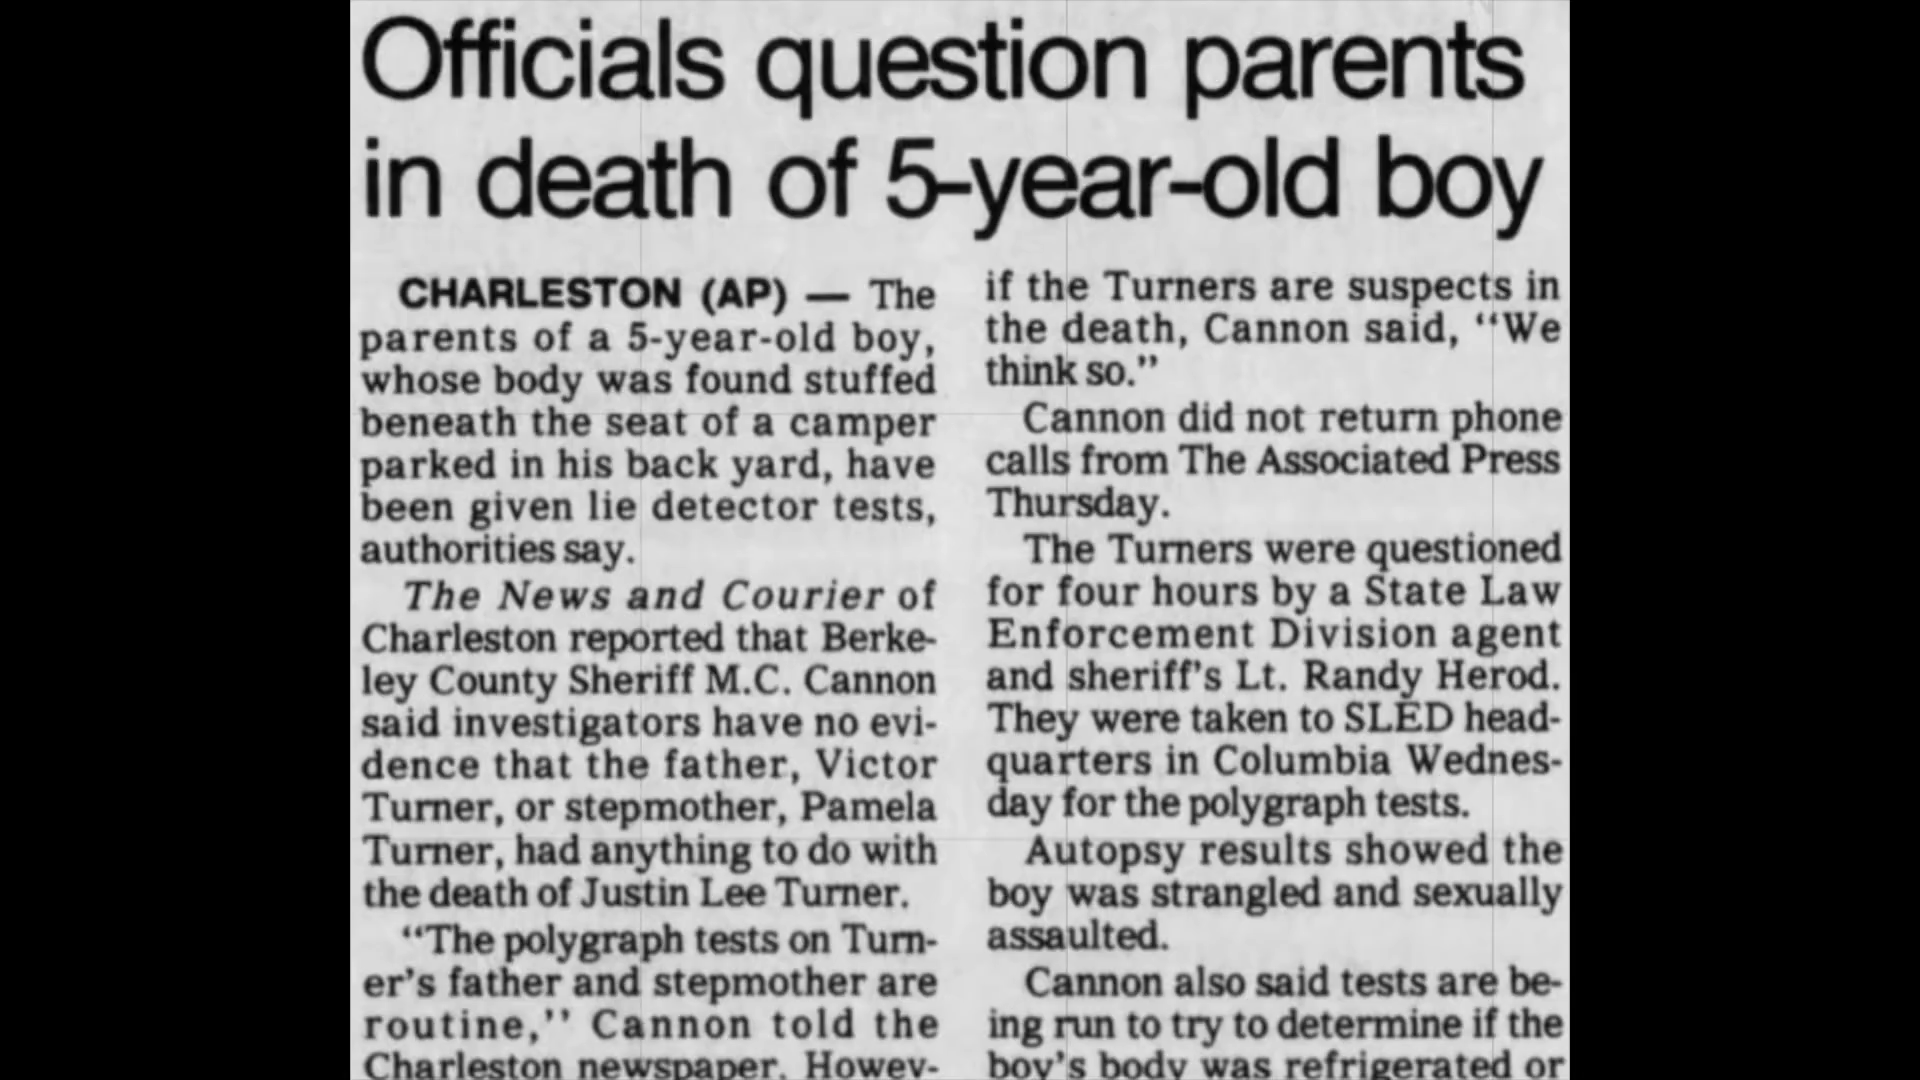 Officials question parents
in death of 5-year-old boy
CHARLESTON (AP) — The
parents of a 5-year-old boy,
whose body was found stuffed
beneath the seat of a camper
parked in his back yard, have
been given lie detector tests,
authorities say.
The News and Courier of
Charleston reported that Berke-
ley County Sheriff M.C. Cannon
said investigators have no evi-
dence that the father, Victor
Turner, or stepmother, Pamela
Turner, had anything to do with
the death of Justin Lee Turner.
“The polygraph tests on Turn-
er’s father and stepmother are
routine,” Cannon told the
Charleston newspaper. Howev-
if the Turners are suspects in
the death, Cannon said, “We
think so.”
Cannon did not return phone
calls from The Associated Press
Thursday.
The Turners were questioned
for four hours by a State Law
Enforcement Division agent
and sheriff’s Lt. Randy Herod.
They were taken to SLED head-
quarters in Columbia Wednes-
day for the polygraph tests.
Autopsy results showed the
boy was strangled and sexually
assaulted.
Cannon also said tests are be-
ing run to try to determine if the
boy’s body was refrigerated or